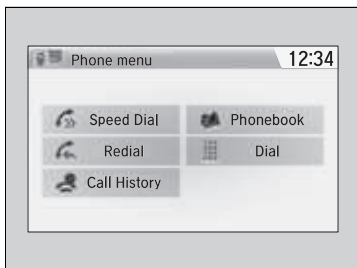 Phone menu 12:34
Speed Dial Phonebook
Redial Dial
Call History